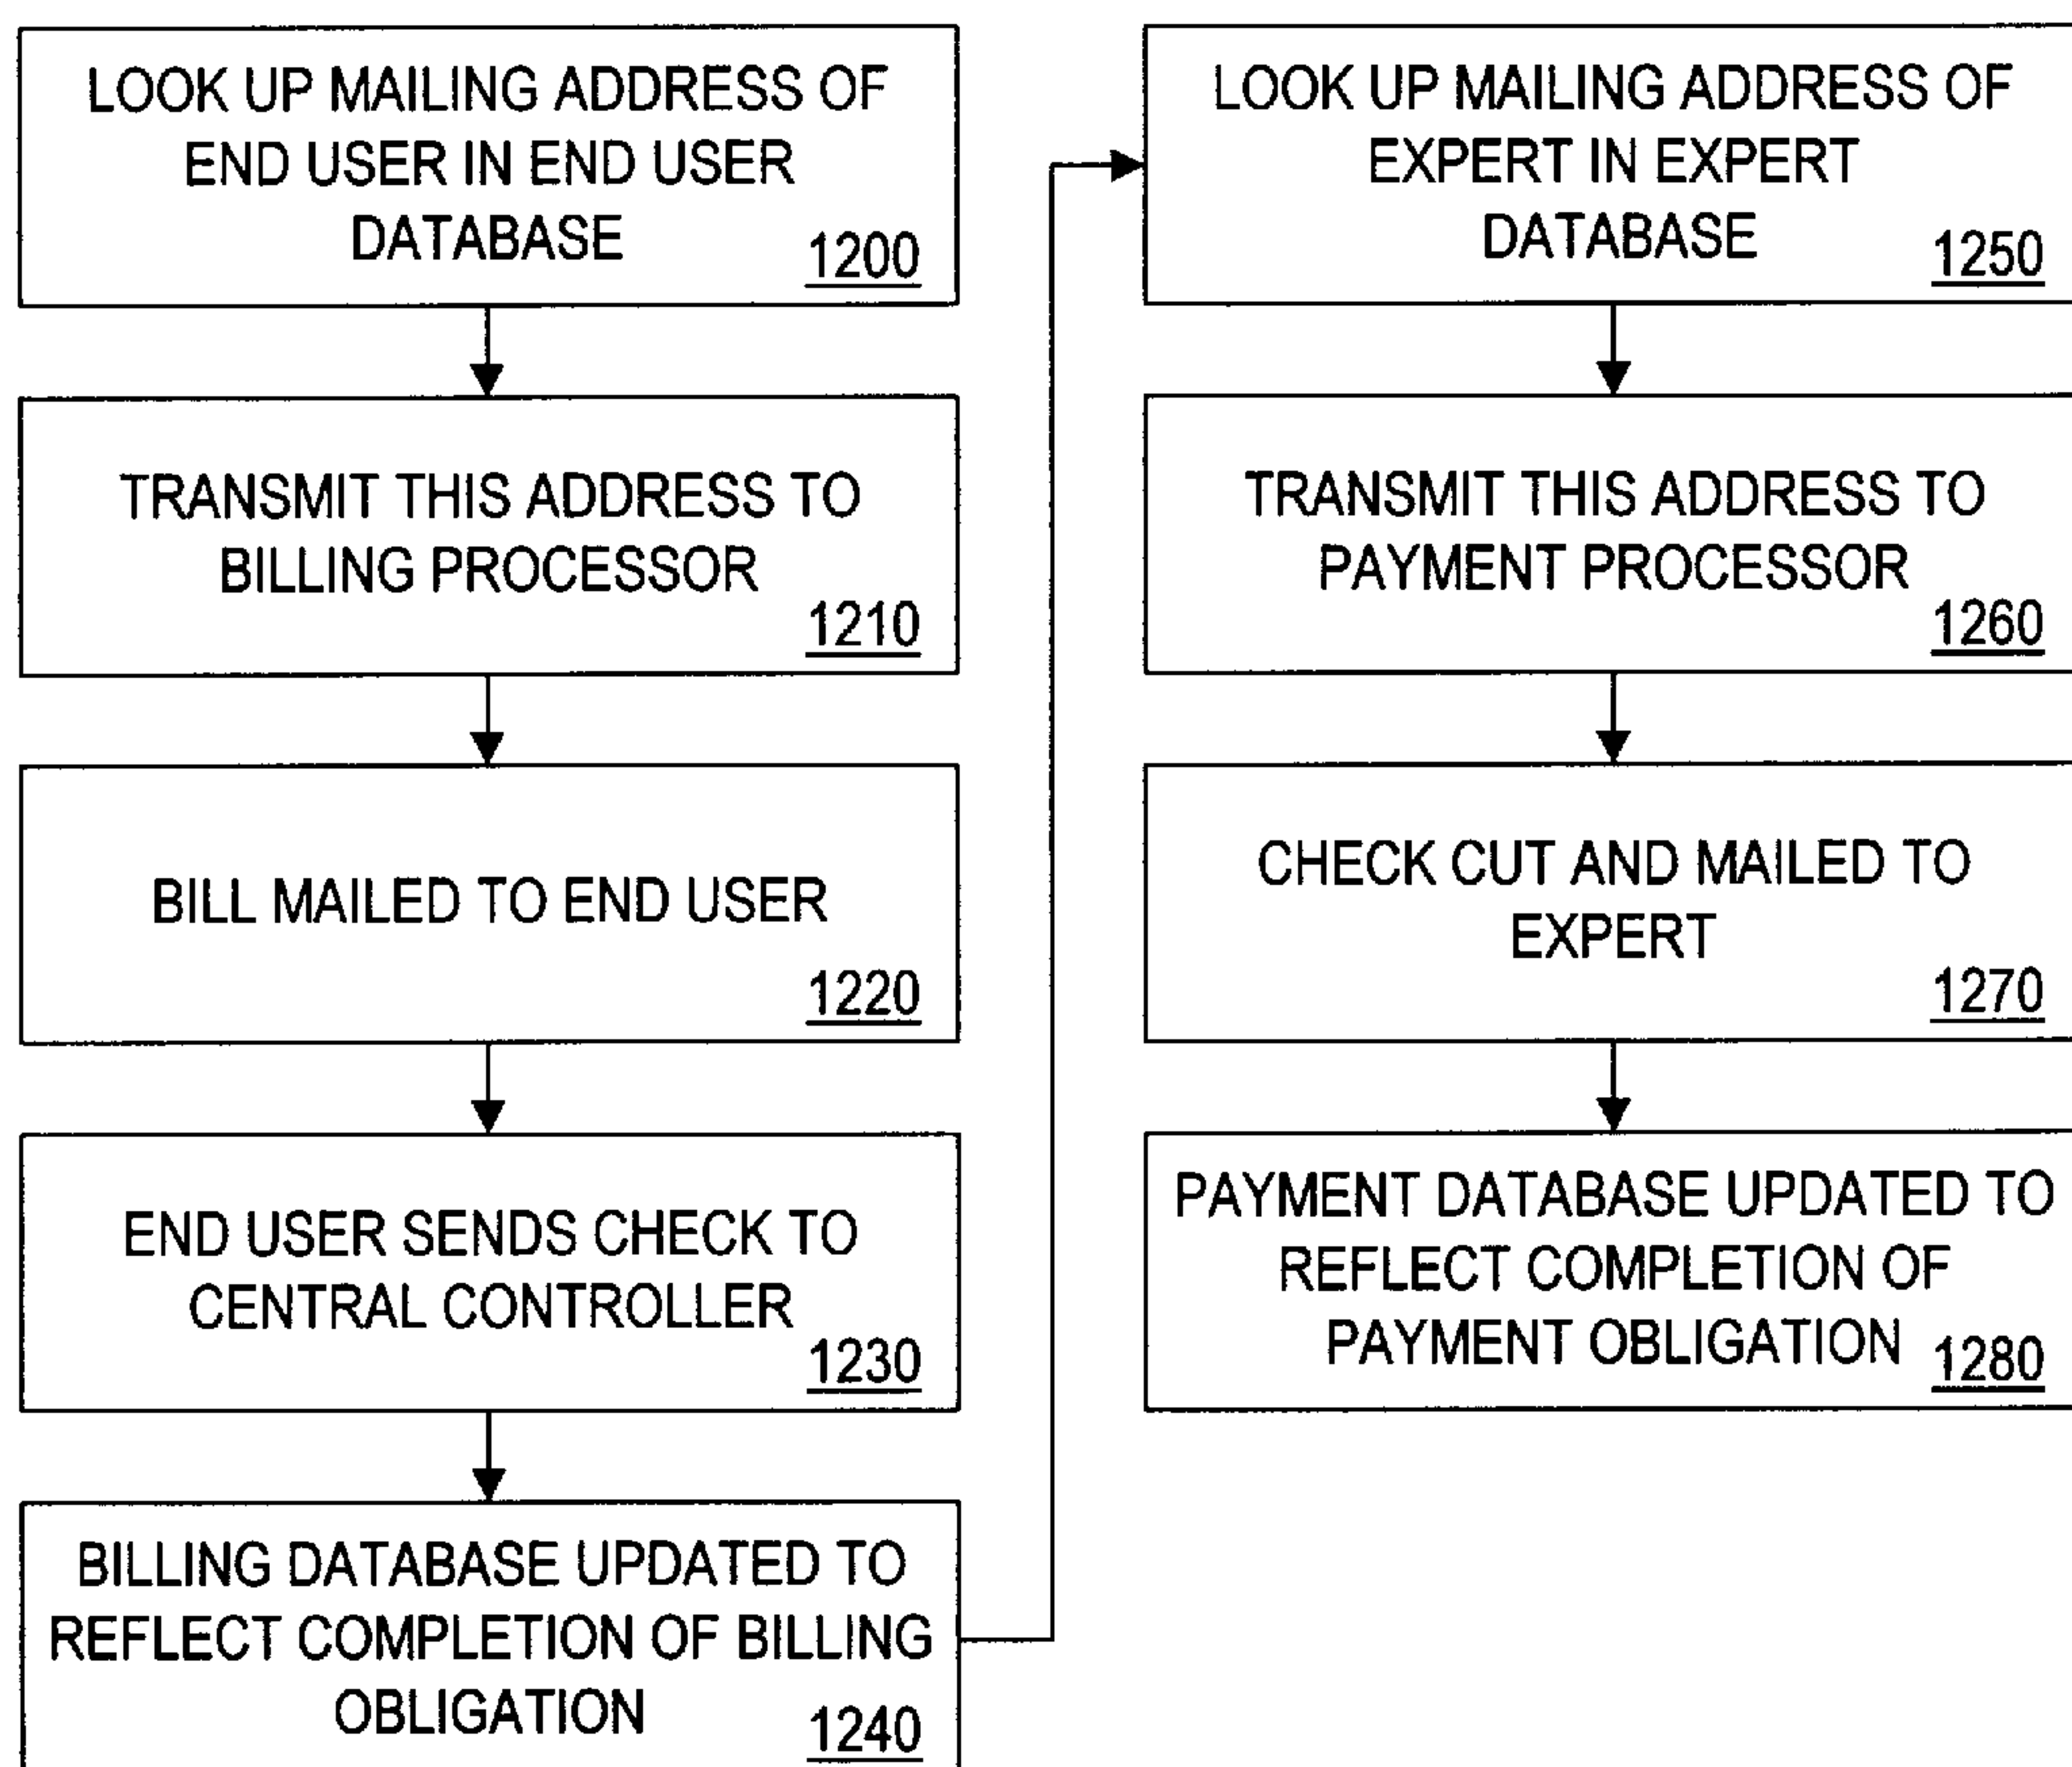 LOOK UP MAILING ADDRESS OF
END USER IN END USER
DATABASE
1200
TRANSMIT THIS ADDRESS TO
BILLING PROCESSOR
1210
BILL MAILED TO END USER
1220
END USER SENDS CHECK TO
CENTRAL CONTROLLER
1230
BILLING DATABASE UPDATED TO
REFLECT COMPLETION OF BILLING
OBLIGATION
1240
LOOK UP MAILING ADDRESS OF
EXPERT IN EXPERT
DATABASE
1250
TRANSMIT THIS ADDRESS TO
PAYMENT PROCESSOR
1260
CHECK CUT AND MAILED TO
EXPERT
1270
PAYMENT DATABASE UPDATED TO
REFLECT COMPLETION OF
PAYMENT OBLIGATION
1280